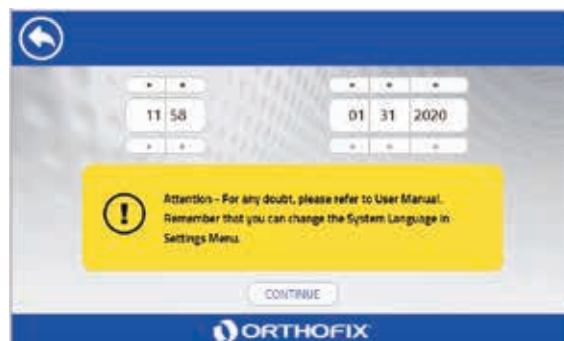 11 58 01 31 2020
Attention - For any doubt, please refer to User Manual.
Remember that you can change the System Language in
Settings Menu.
CONTINUE
ORTHOFIX